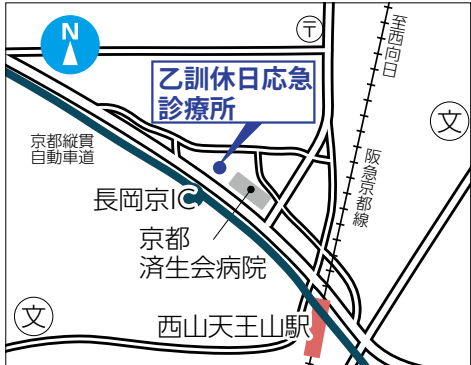 N
〒
至西向日
乙訓休日応急
診療所
文
京都縦貫
自動車道
阪急京都線
長岡京IC
京都
済生会病院
文
西山天王山駅